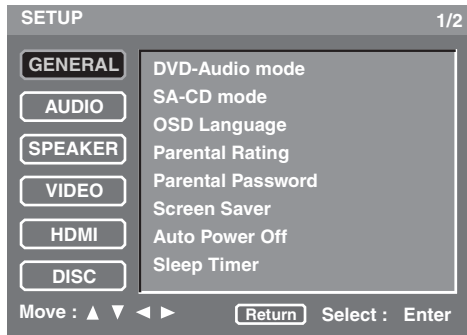 SETUP 1/2
GENERAL
AUDIO
SPEAKER
VIDEO
HDMI
DISC
DVD-Audio mode
SA-CD mode
OSD Language
Parental Rating
Parental Password
Screen Saver
Auto Power Off
Sleep Timer
Move : ▲ ▼ ◄ ► Return Select : Enter